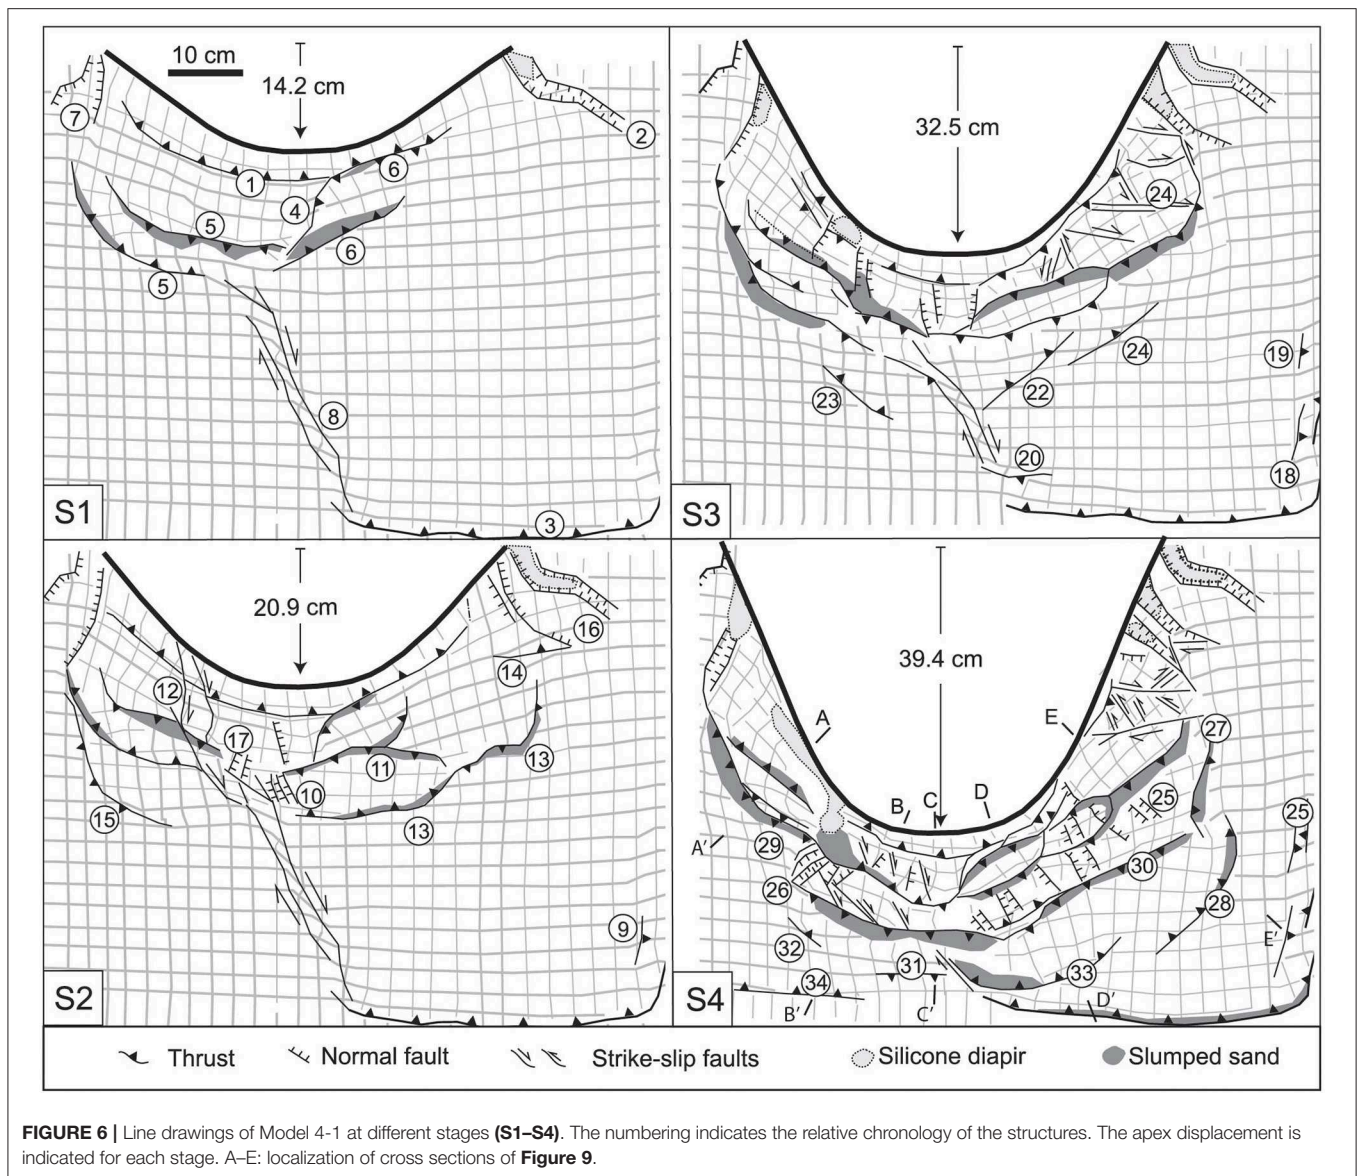 10 cm
14.2 cm
7
2
1
6
4
5
6
5
8
3
S1
32.5 cm
24
24
19
22
23
20
18
S3
20.9 cm
16
14
12
17
11
13
10
13
15
9
S2
39.4 cm
A
E
27
B
C
D
25
25
A'
29
30
26
28
E'
32
31
33
34
D'
B'
C'
S4
Thrust
Normal fault
Strike-slip faults
Silicone diapir
Slumped sand
FIGURE 6 | Line drawings of Model 4-1 at different stages (S1–S4). The numbering indicates the relative chronology of the structures. The apex displacement is
indicated for each stage. A–E: localization of cross sections of Figure 9.